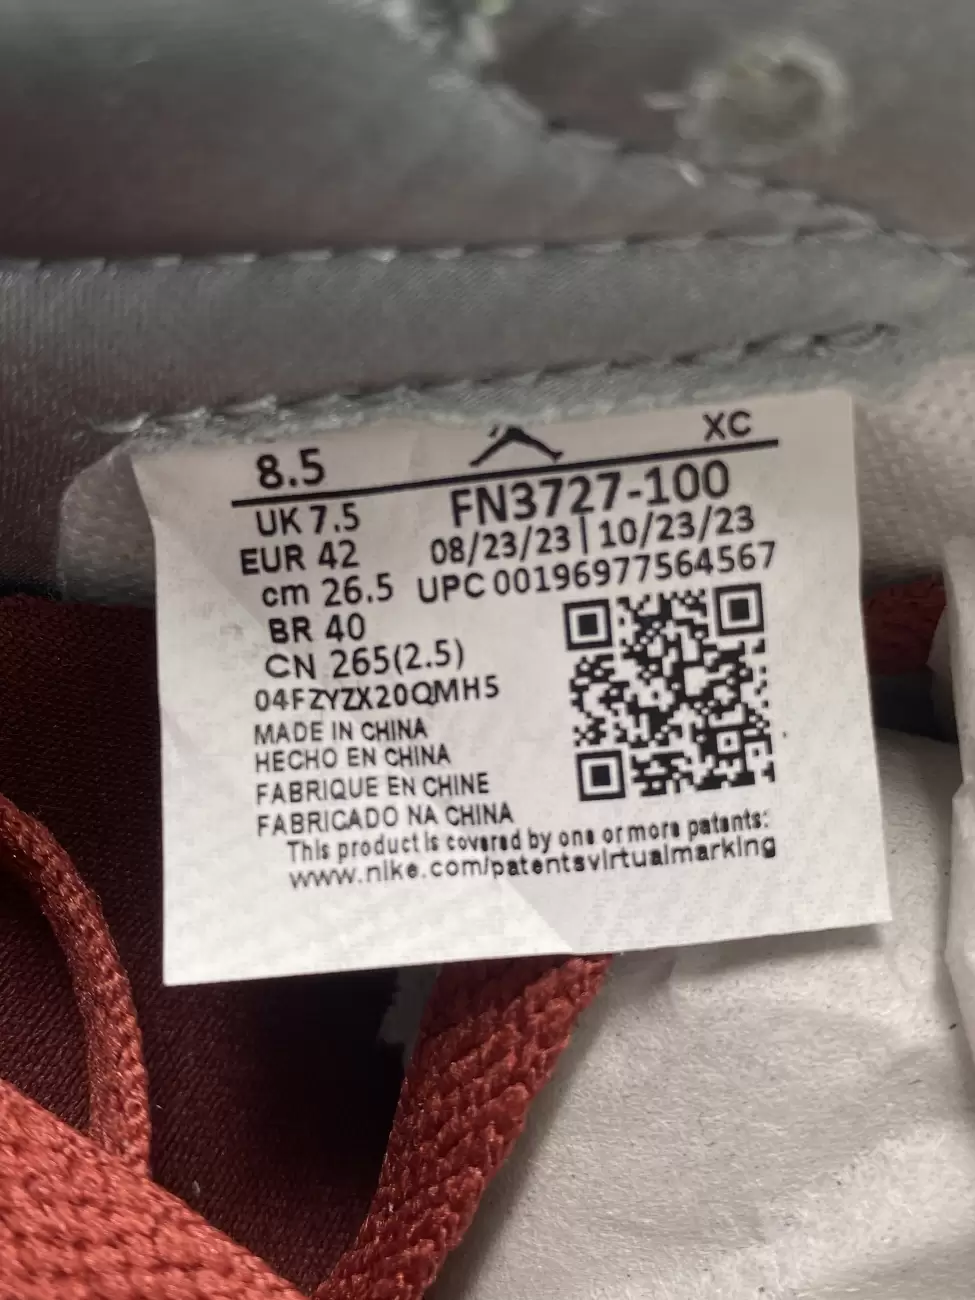 8.5 XC
UK 7.5 FN3727-100
EUR 42 08/23/23 | 10/23/23
cm 26.5 UPC 00196977564567
BR 40
CN 265(2.5)
04FZYZX20QMH5
MADE IN CHINA
HECHO EN CHINA
FABRIQUE EN CHINE
FABRICADO NA CHINA
This product is covered by one or more patents:
www.nike.com/patentsvirtualmarking